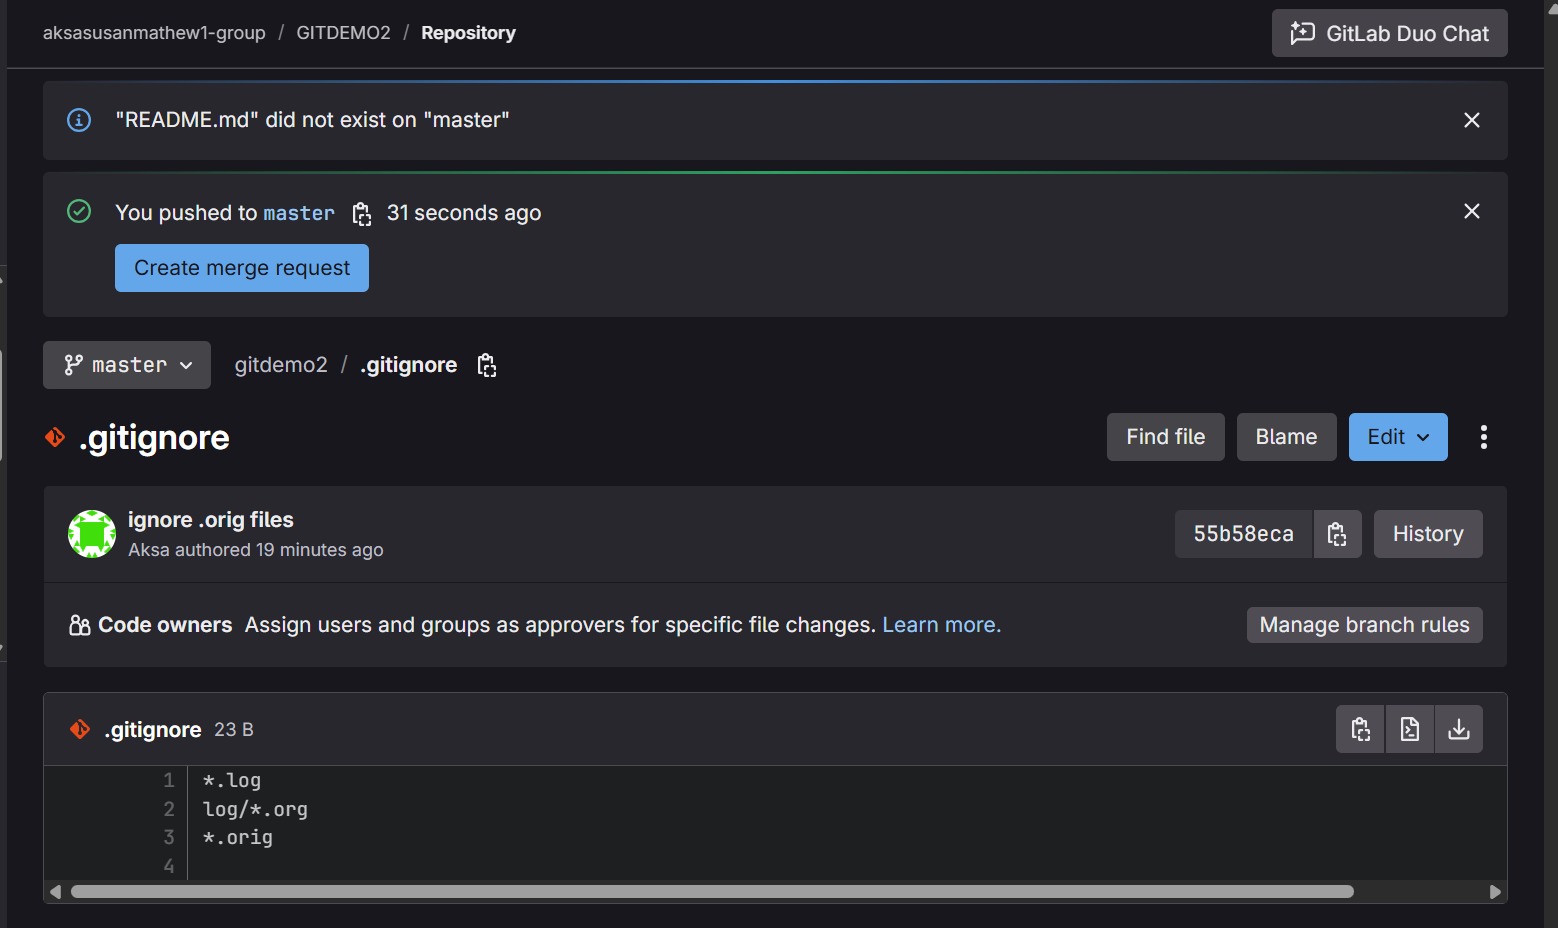 aksasusanmathew1-group / GITDEMO2 / Repository
GitLab Duo Chat
"README.md" did not exist on "master"
You pushed to master 31 seconds ago
Create merge request
master
gitdemo2 / .gitignore
.gitignore
Find file
Blame
Edit
ignore .orig files
Aksa authored 19 minutes ago
55b58eca
History
Code owners Assign users and groups as approvers for specific file changes. Learn more.
Manage branch rules
.gitignore 23 B
1 *.log
2 log/*.org
3 *.orig
4